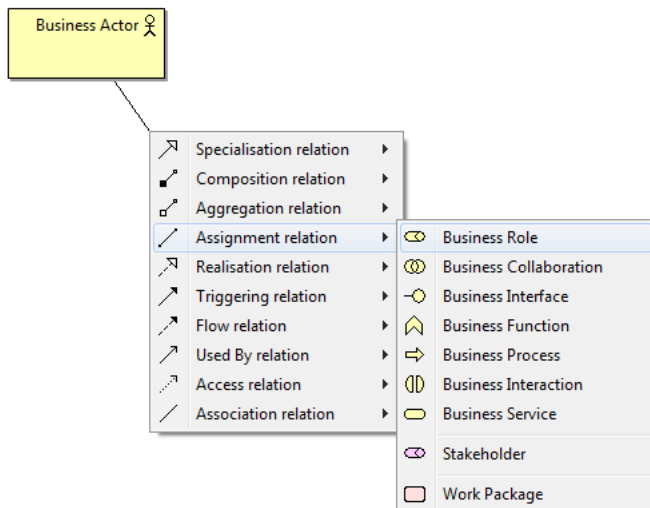 Business Actor
Specialisation relation
Composition relation
Aggregation relation
Assignment relation
Realisation relation
Triggering relation
Flow relation
Used By relation
Access relation
Association relation
Business Role
Business Collaboration
Business Interface
Business Function
Business Process
Business Interaction
Business Service
Stakeholder
Work Package